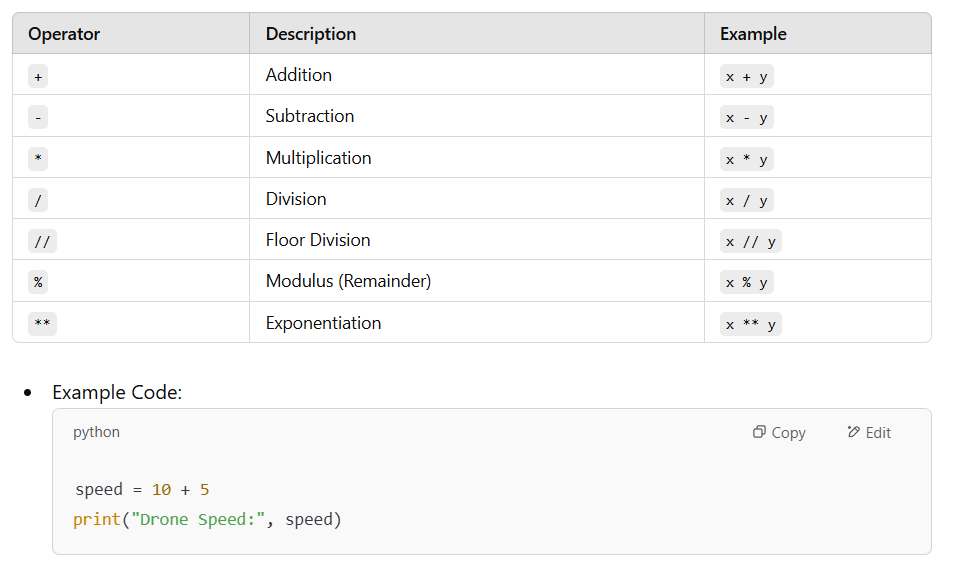 Operator Description Example
+ Addition x + y
- Subtraction x - y
* Multiplication x * y
/ Division x / y
// Floor Division x // y
% Modulus (Remainder) x % y
** Exponentiation x ** y
• Example Code:
python Copy Edit
speed = 10 + 5
print("Drone Speed:", speed)